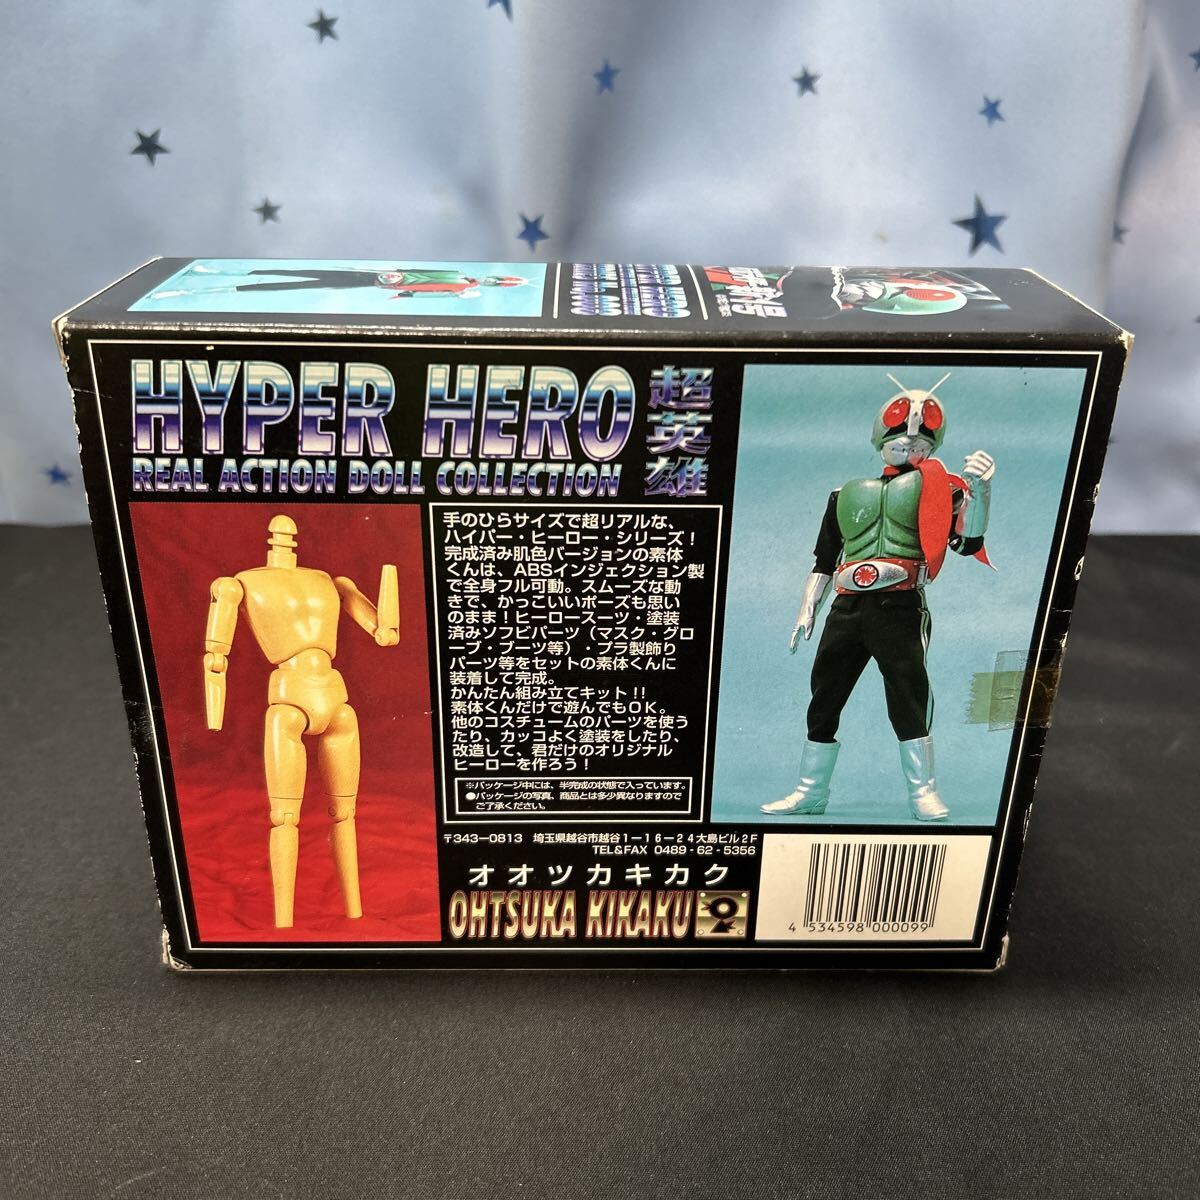 HYPER HERO
REAL ACTION DOLL COLLECTION
超英雄
手のひらサイズで超リアルな、
ハイパー・ヒーロー・シリーズ！
完成済み肌色バージョンの素体
くんは、ABSインジェクション製
で全身フル可動。スムーズな動
きで、かっこいいポーズも思い
のまま！ヒーロースーツ・塗装
済みソフビパーツ（マスク・グロ
ーブ・ブーツ等）・プラ製飾り
パーツ等をセットの素体くんに
装着して完成。
かんたん組み立てキット!!
素体くんだけで遊んでもOK。
他のコスチュームのパーツを使う
たり、カッコよく塗装をしたり、
改造して、君だけのオリジナル
ヒーローを作ろう！
※パッケージ中には、半完成の状態で入っています。
●パッケージの写真、商品とは多少異なりますので
ご了承ください。
〒343-0813 埼玉県越谷市越谷1-16-24大島ビル2F
TEL&FAX 0489-62-5356
オオツカキカク
OHTSUKA KIKAKU
4 534598 000099